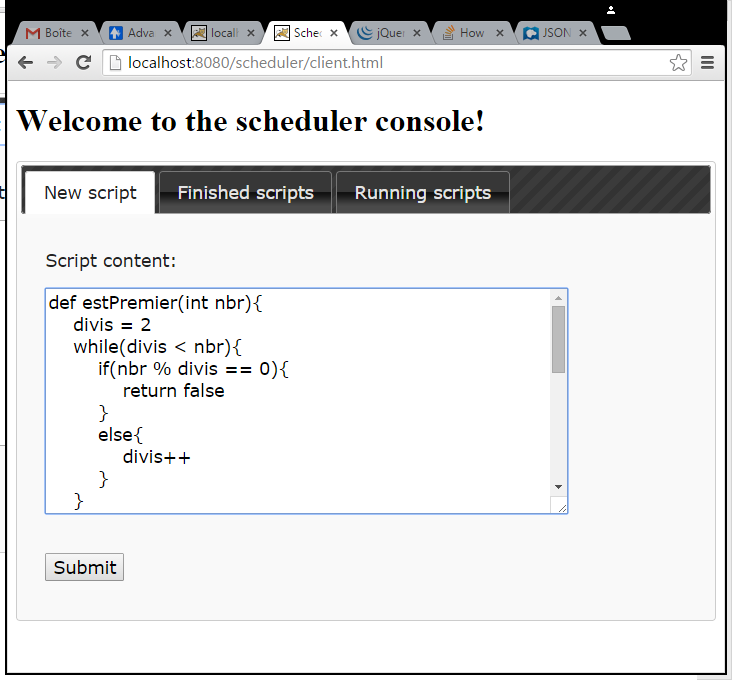 Boîte
Adva
locall
Sche
jQue
How
JSON
localhost:8080/scheduler/client.html
Welcome to the scheduler console!
New script
Finished scripts
Running scripts
Script content:
def estPremier(int nbr){
divis = 2
while(divis < nbr){
if(nbr % divis == 0){
return false
}
else{
divis++
}
}
Submit